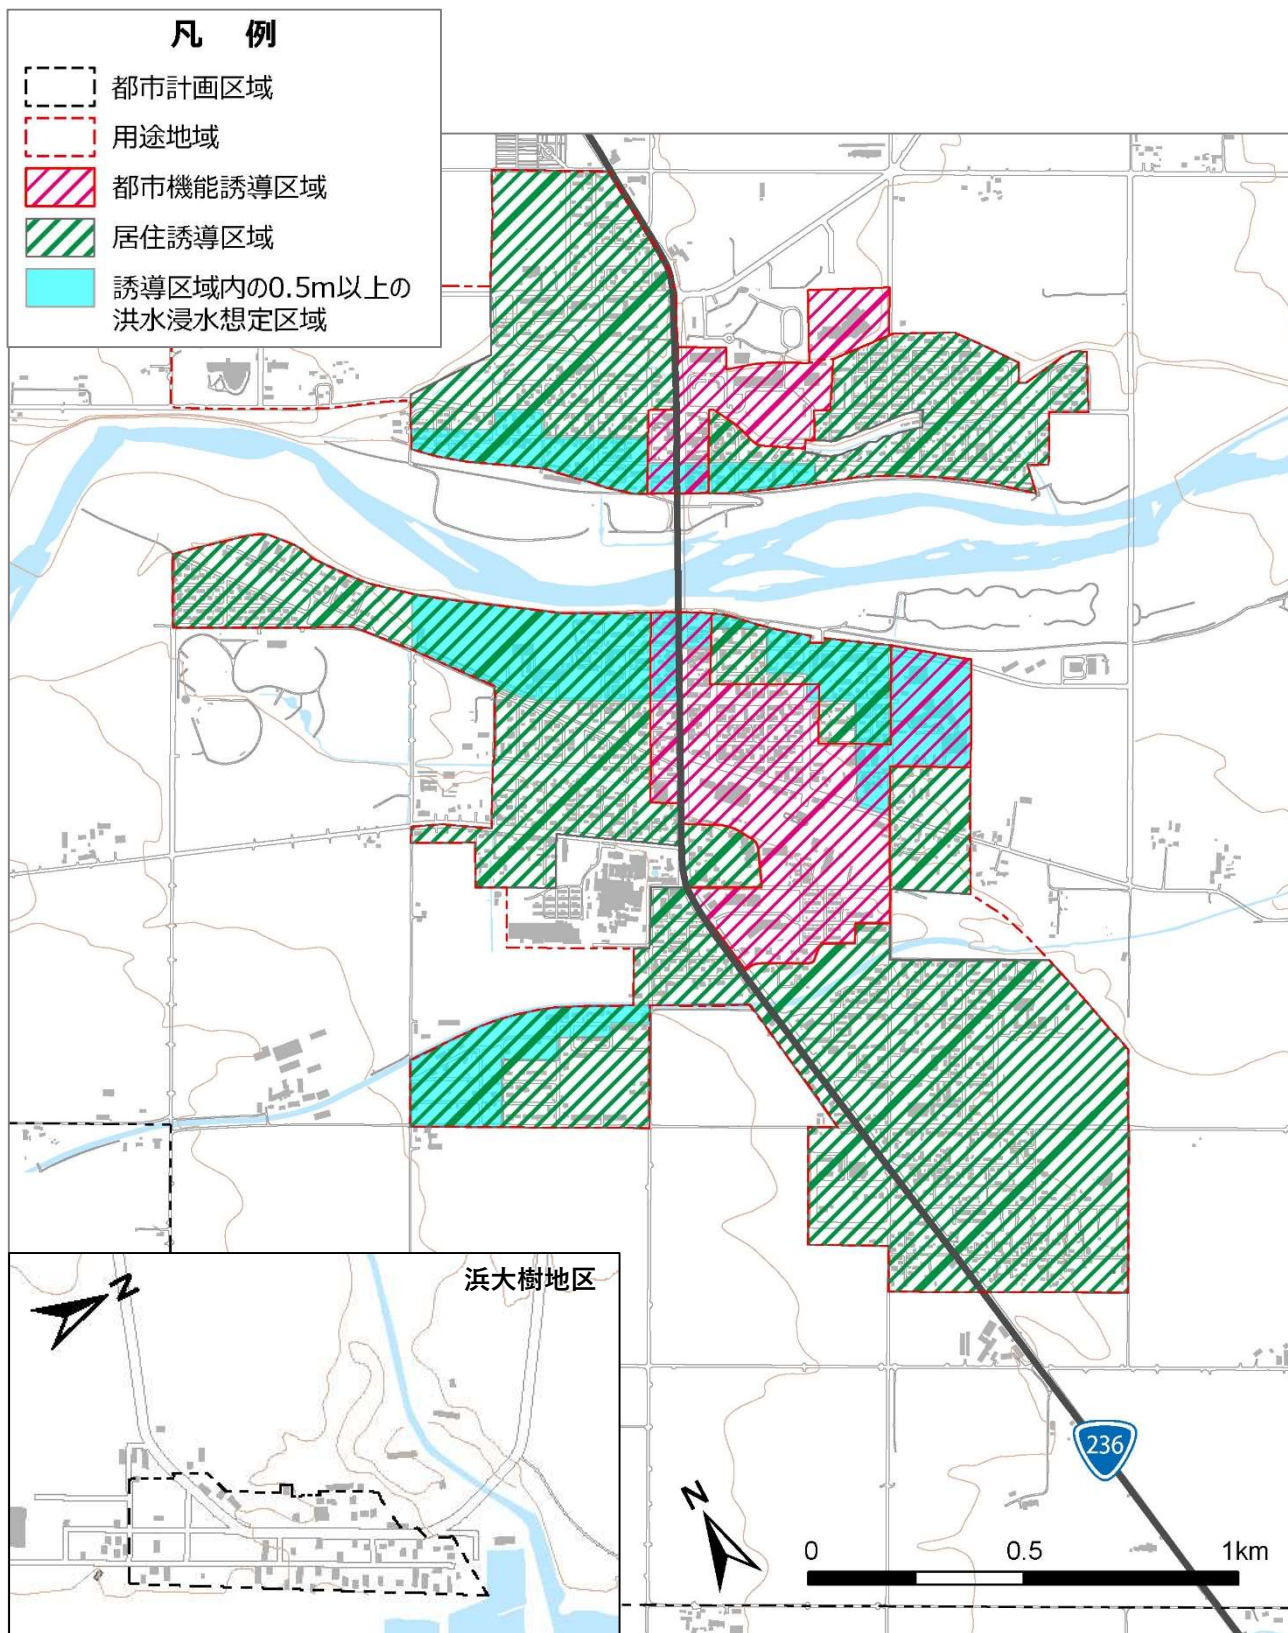 凡 例
都市計画区域
用途地域
都市機能誘導区域
居住誘導区域
誘導区域内の0.5m以上の
洪水浸水想定区域
浜大樹地区
N
236
N
0 0.5 1km